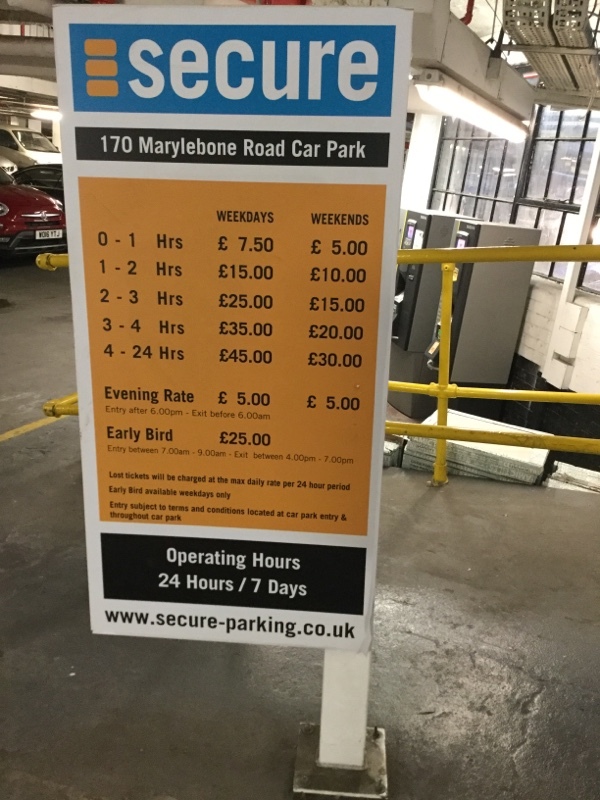 secure
170 Marylebone Road Car Park
WEEKDAYS WEEKENDS
0 - 1 Hrs £ 7.50 £ 5.00
1 - 2 Hrs £15.00 £10.00
2 - 3 Hrs £25.00 £15.00
3 - 4 Hrs £35.00 £20.00
4 - 24 Hrs £45.00 £30.00
Evening Rate £ 5.00 £ 5.00
Entry after 6.00pm - Exit before 6.00am
Early Bird £25.00
Entry between 7.00am - 9.00am - Exit between 4.00pm - 7.00pm
Lost tickets will be charged at the max daily rate per 24 hour period
Early Bird available weekdays only
Entry subject to terms and conditions located at car park entry &
throughout car park
Operating Hours
24 Hours / 7 Days
www.secure-parking.co.uk